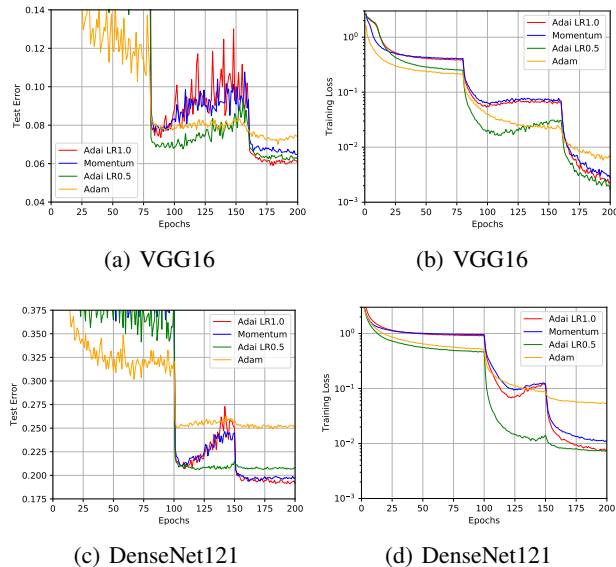 0.14
0.12
0.10
0.08
0.06
0.04
Test Error
0 25 50 75 100 125 150 175 200
Epochs
Adai LR1.0
Momentum
Adai LR0.5
Adam
(a) VGG16
10^0
10^-1
10^-2
10^-3
Training Loss
0 25 50 75 100 125 150 175 200
Epochs
Adai LR1.0
Momentum
Adai LR0.5
Adam
(b) VGG16
0.375
0.350
0.325
0.300
0.275
0.250
0.225
0.200
0.175
Test Error
0 25 50 75 100 125 150 175 200
Epochs
Adai LR1.0
Momentum
Adai LR0.5
Adam
(c) DenseNet121
10^0
10^-1
10^-2
10^-3
Training Loss
0 25 50 75 100 125 150 175 200
Epochs
Adai LR1.0
Momentum
Adai LR0.5
Adam
(d) DenseNet121